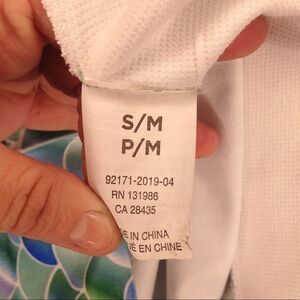 S/M
P/M
92171-2019-04
RN 131986
CA 28435
IN CHINA
EN CHINE